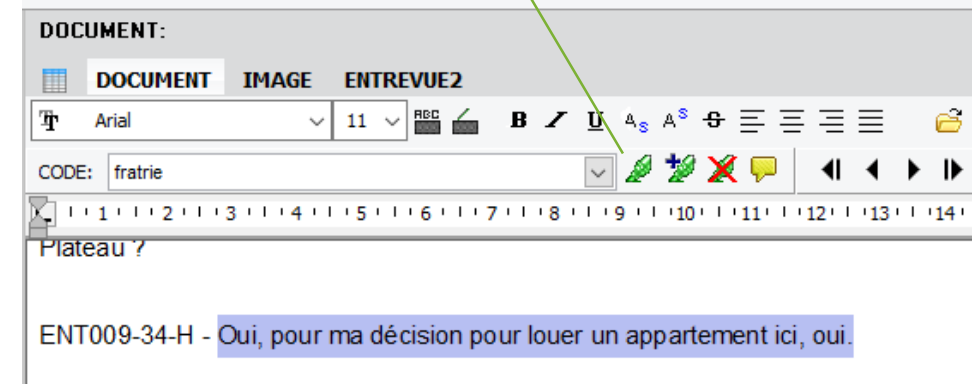 DOCUMENT:
DOCUMENT IMAGE ENTREVUE2
Arial 11 ABC B I U A S A S S
CODE: fratrie
1 2 3 4 5 6 7 8 9 10 11 12 13 14
Plateau ?
ENT009-34-H - Oui, pour ma décision pour louer un appartement ici, oui.